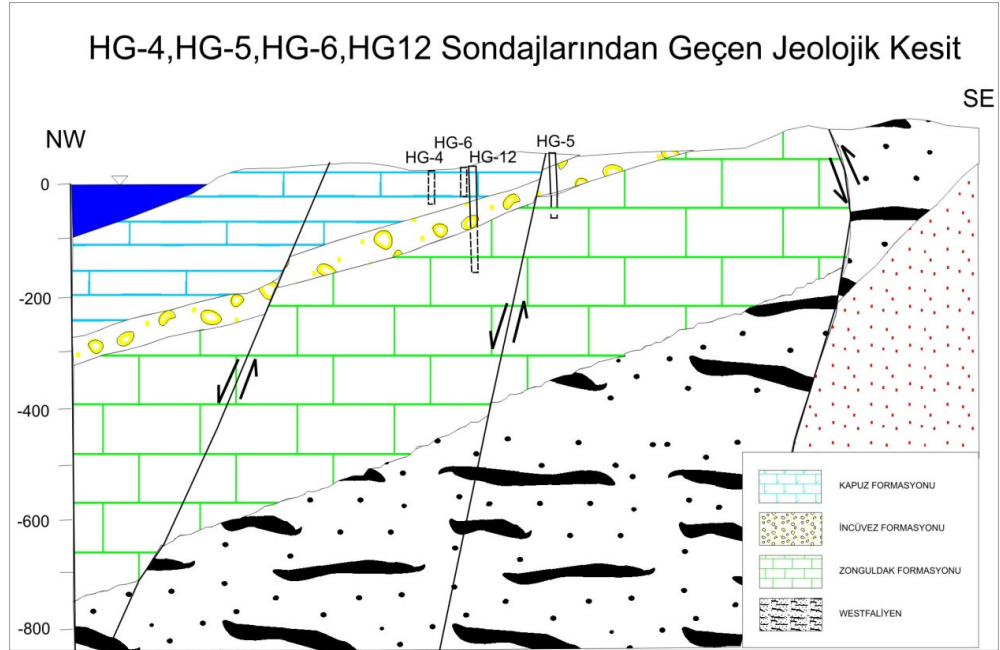 HG-4,HG-5,HG-6,HG12 Sondajlarından Geçen Jeolojik Kesit
NW
SE
HG-4
HG-6
HG-12
HG-5
0
-200
-400
-600
-800
KAPUZ FORMASYONU
İNCÜVEZ FORMASYONU
ZONGULDAK FORMASYONU
WESTFALİYEN